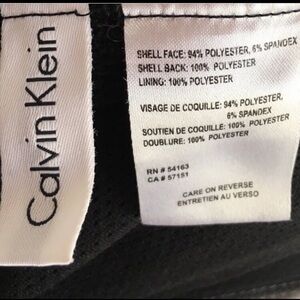 Calvin Klein
SHELL FACE: 94% POLYESTER, 6% SPANDEX
SHELL BACK: 100% POLYESTER
LINING: 100% POLYESTER
VISAGE DE COQUILLE: 94% POLYESTER,
6% SPANDEX
SOUTIEN DE COQUILLE: 100% POLYESTER
DOUBLURE: 100% POLYESTER
RN # 54163
CA # 57151
CARE ON REVERSE
ENTRETIEN AU VERSO